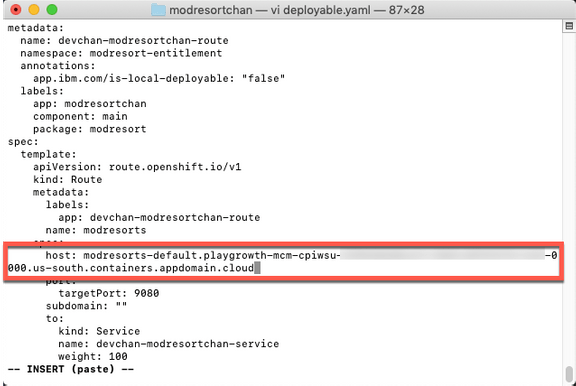 modresortchan — vi deployable.yaml — 87×28
metadata:
  name: devchan-modresortchan-route
  namespace: modresort-entitlement
  annotations:
    app.ibm.com/is-local-deployable: "false"
  labels:
    app: modresortchan
    component: main
    package: modresort
spec:
  template:
    apiVersion: route.openshift.io/v1
    kind: Route
    metadata:
      labels:
        app: devchan-modresortchan-route
      name: modresorts
      host: modresorts-default.playgrowth-mcm-cpiwsu- -0
000.us-south.containers.appdomain.cloud
      port:
        targetPort: 9080
      subdomain: ""
      to:
        kind: Service
        name: devchan-modresortchan-service
        weight: 100
-- INSERT (paste) --